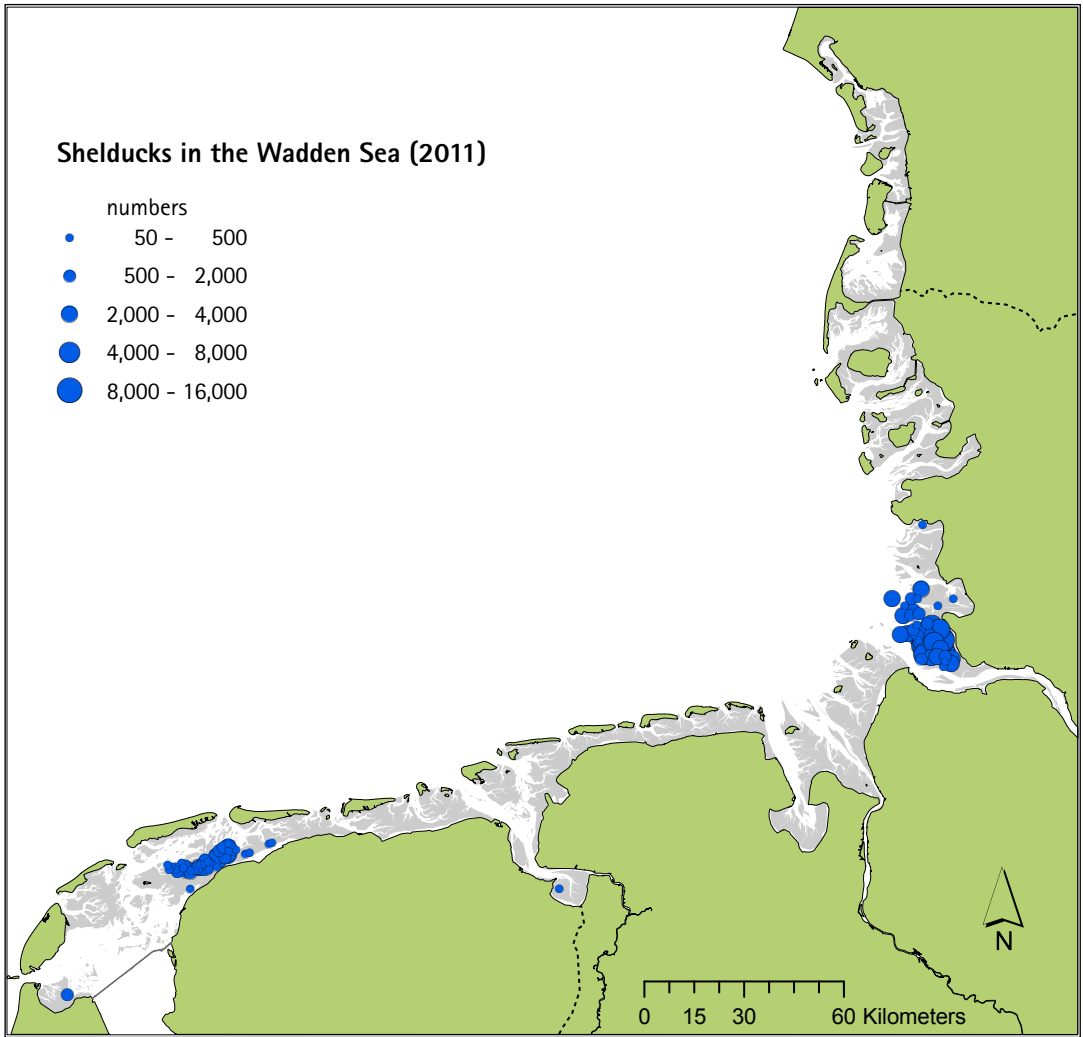 Shelducks in the Wadden Sea (2011)
numbers
50 - 500
500 - 2,000
2,000 - 4,000
4,000 - 8,000
8,000 - 16,000
N
0 15 30 60 Kilometers